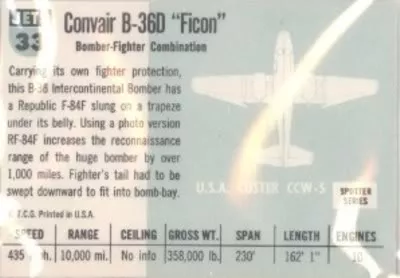 JET
33
Convair B-36D "Ficon"
Bomber-Fighter Combination
Carrying its own fighter protection,
this B-36 Intercontinental Bomber has
a Republic F-84F slung on a trapeze
under its belly. Using a photo version
RF-84F increases the reconnaissance
range of the huge bomber by over
1,000 miles. Fighter's tail had to be
swept downward to fit into bomb-bay.
U.S.A. CUSTER CCW-5
SPOTTER
SERIES
T.C.G. Printed in U.S.A.
SPEED RANGE CEILING GROSS WT. SPAN LENGTH ENGINES
435 10,000 mi. No info 358,000 lb. 230' 162' 1" 10